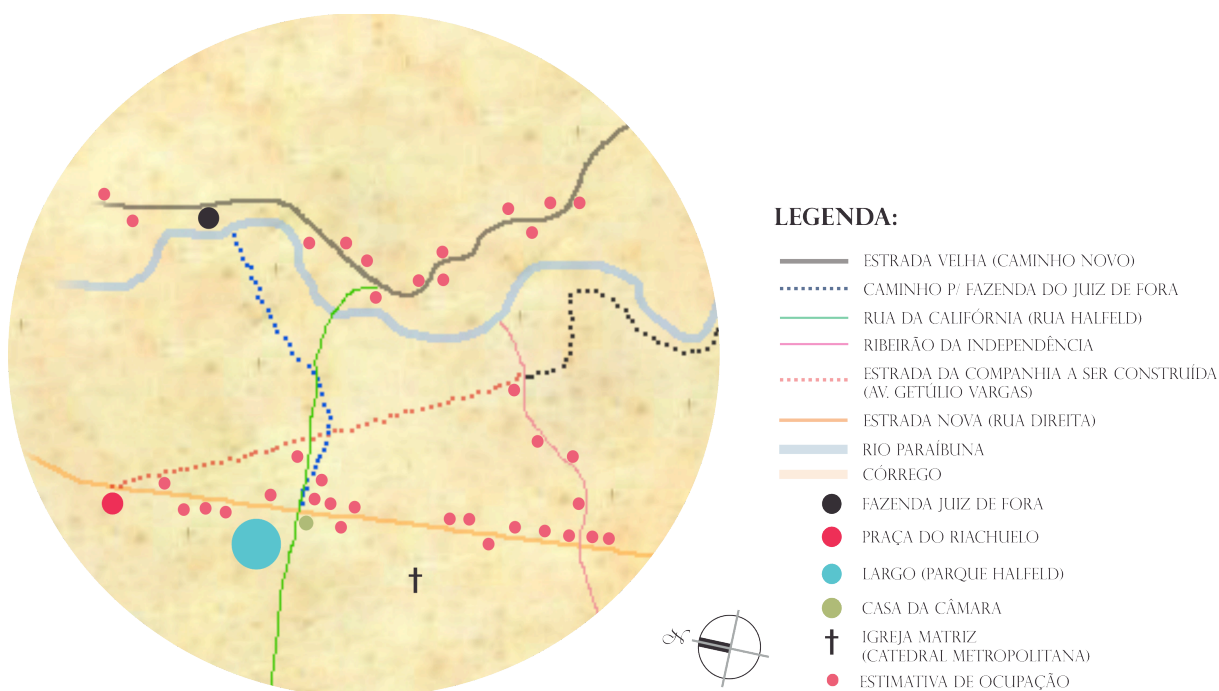 LEGENDA:
ESTRADA VELHA (CAMINHO NOVO)
CAMINHO P/ FAZENDA DO JUIZ DE FORA
RUA DA CALIFÓRNIA (RUA HALFELD)
RIBEIRÃO DA INDEPENDÊNCIA
ESTRADA DA COMPANHIA A SER CONSTRUÍDA
(AV. GETÚLIO VARGAS)
ESTRADA NOVA (RUA DIREITA)
RIO PARAÍBUNA
CÓRREGO
FAZENDA JUIZ DE FORA
PRAÇA DO RIACHUELO
LARGO (PARQUE HALFELD)
CASA DA CÂMARA
IGREJA MATRIZ
(CATEDRAL METROPOLITANA)
ESTIMATIVA DE OCUPAÇÃO
N